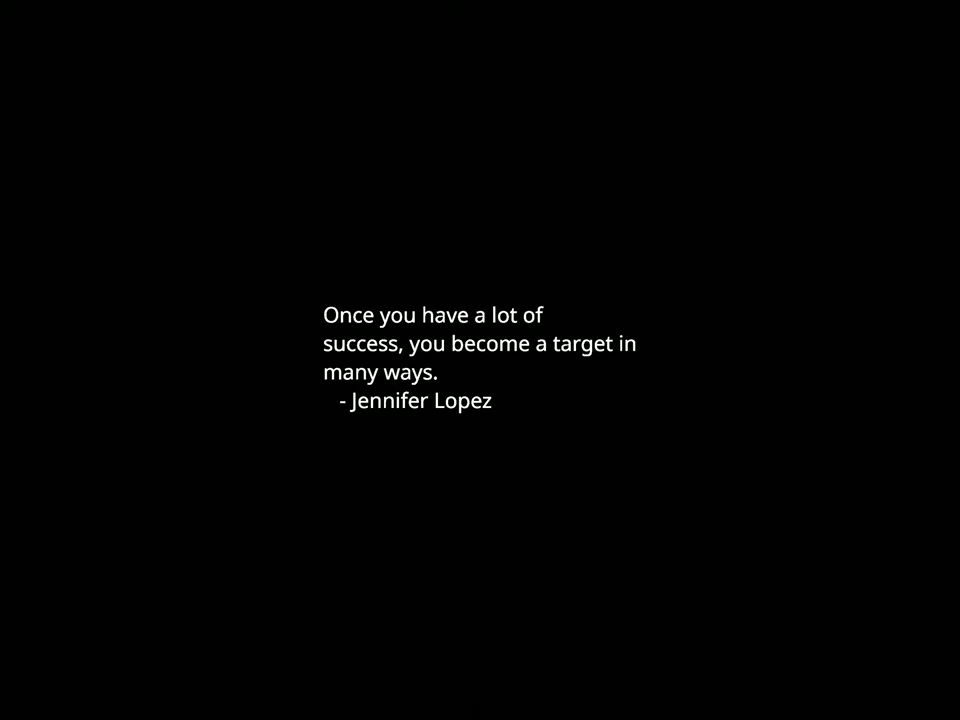 Once you have a lot of
success, you become a target in
many ways.
- Jennifer Lopez